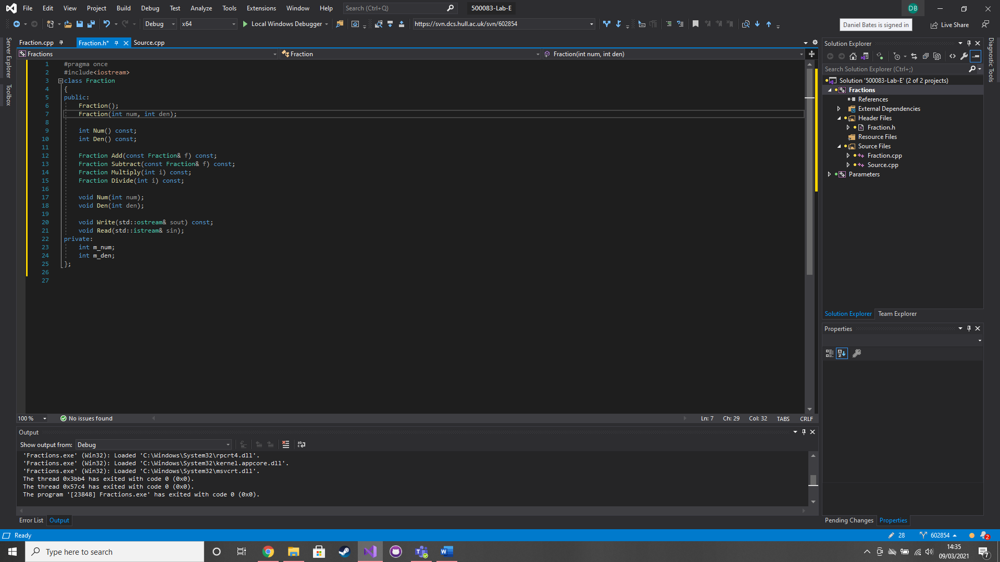 File Edit View Project Build Debug Test Analyze Tools Extensions Window Help Search (Ctrl+Q) 500083-Lab-E DB
Debug x64 Local Windows Debugger https://svn.dcs.hull.ac.uk/svn/602854 Daniel Bates is signed in Live Share
Server Explorer
Toolbox
Fraction.cpp Fraction.h* Source.cpp
Fractions Fraction Fraction(int num, int den)
1 #pragma once
2 #include<iostream>
3 class Fraction
4 {
5 public:
6 Fraction();
7 Fraction(int num, int den);
8
9 int Num() const;
10 int Den() const;
11
12 Fraction Add(const Fraction& f) const;
13 Fraction Subtract(const Fraction& f) const;
14 Fraction Multiply(int i) const;
15 Fraction Divide(int i) const;
16
17 void Num(int num);
18 void Den(int den);
19
20 void Write(std::ostream& sout) const;
21 void Read(std::istream& sin);
22 private:
23 int m_num;
24 int m_den;
25 };
26
27
100 % No issues found Ln: 7 Ch: 29 Col: 32 TABS CRLF
Output
Show output from: Debug
'Fractions.exe' (Win32): Loaded 'C:\Windows\System32\rpcrt4.dll'.
'Fractions.exe' (Win32): Loaded 'C:\Windows\System32\kernel.appcore.dll'.
'Fractions.exe' (Win32): Loaded 'C:\Windows\System32\msvcrt.dll'.
The thread 0x3bb4 has exited with code 0 (0x0).
The thread 0x57c4 has exited with code 0 (0x0).
The program '[23848] Fractions.exe' has exited with code 0 (0x0).
Error List Output
Solution Explorer
Search Solution Explorer (Ctrl+;)
Solution '500083-Lab-E' (2 of 2 projects)
Fractions
References
External Dependencies
Header Files
Fraction.h
Resource Files
Source Files
Fraction.cpp
Source.cpp
Parameters
Solution Explorer Team Explorer
Properties
Pending Changes Properties
Diagnostic Tools
Ready 28 602854 2
Type here to search 14:35
09/03/2021 7